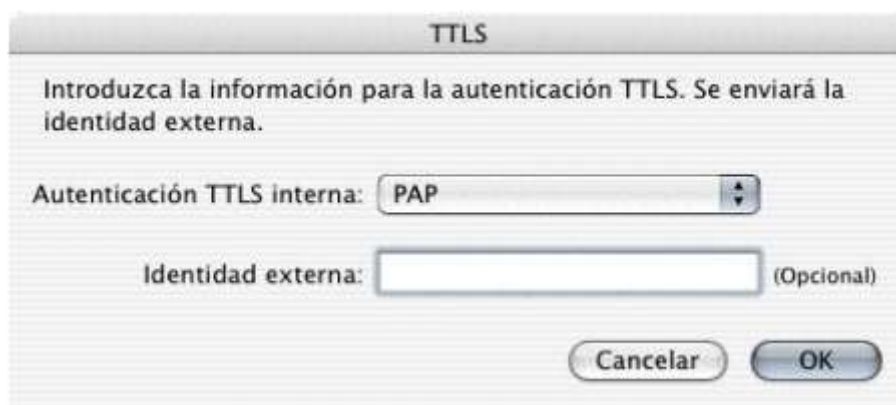 TTLS
Introduzca la información para la autenticación TTLS. Se enviará la
identidad externa.
Autenticación TTLS interna: PAP
Identidad externa: (Opcional)
Cancelar OK